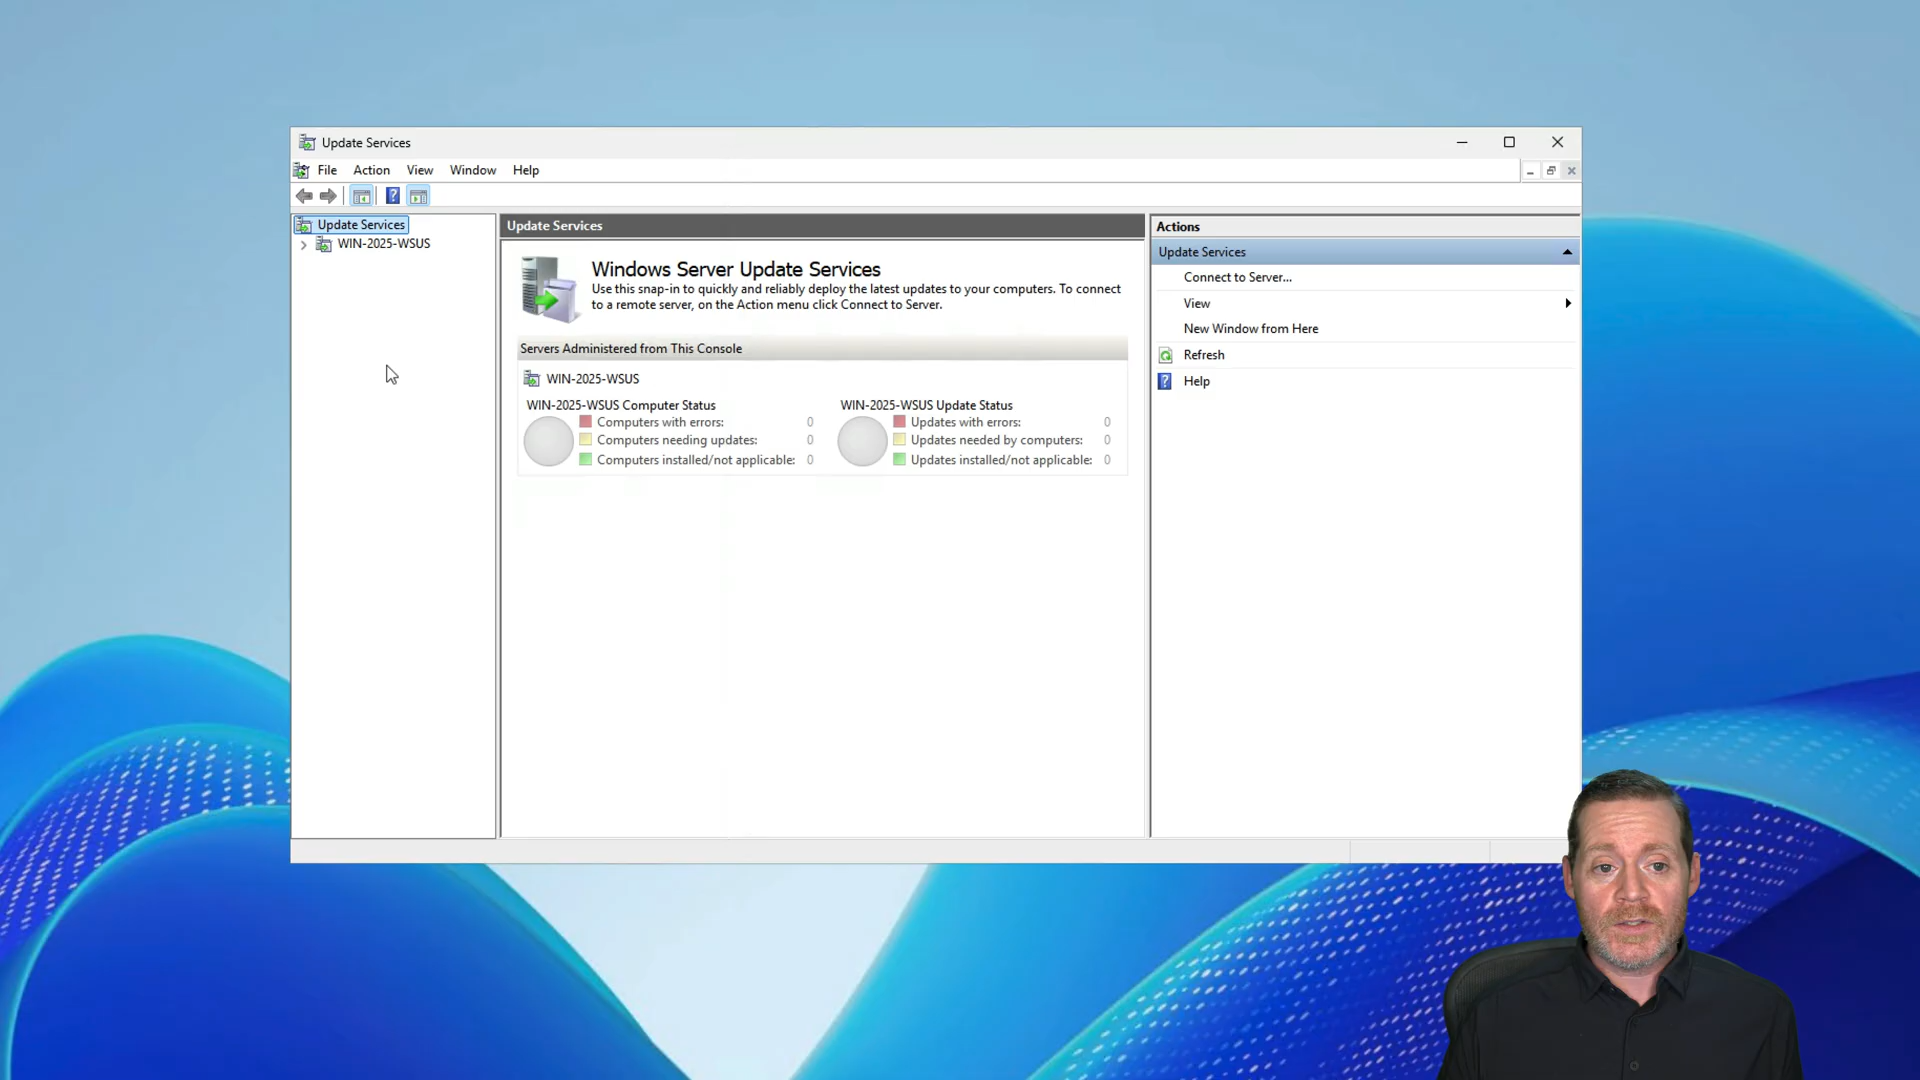 Update Services
File Action View Window Help
Update Services
WIN-2025-WSUS
Update Services
Windows Server Update Services
Use this snap-in to quickly and reliably deploy the latest updates to your computers. To connect
to a remote server, on the Action menu click Connect to Server.
Servers Administered from This Console
WIN-2025-WSUS
WIN-2025-WSUS Computer Status
Computers with errors: 0
Computers needing updates: 0
Computers installed/not applicable: 0
WIN-2025-WSUS Update Status
Updates with errors: 0
Updates needed by computers: 0
Updates installed/not applicable: 0
Actions
Update Services
Connect to Server...
View
New Window from Here
Refresh
Help